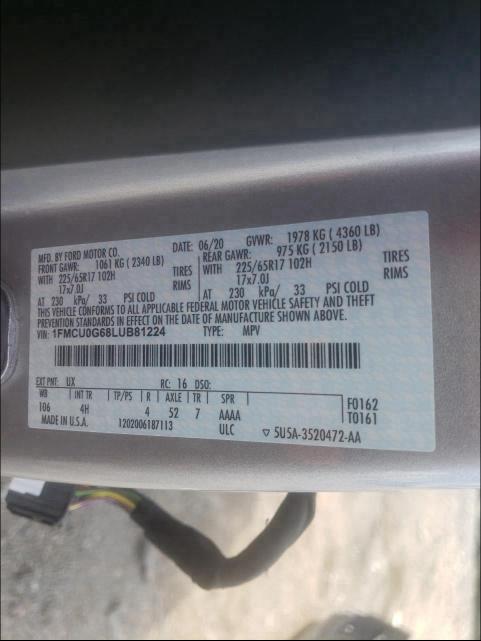 MFD. BY FORD MOTOR CO. DATE: 06/20 GVWR: 1978 KG ( 4360 LB)
FRONT GAWR: 1061 KG ( 2340 LB) REAR GAWR: 975 KG ( 2150 LB)
WITH 225/65R17 102H TIRES WITH 225/65R17 102H TIRES
17x7.0J RIMS 17x7.0J RIMS
AT 230 kPa/ 33 PSI COLD AT 230 kPa/ 33 PSI COLD
THIS VEHICLE CONFORMS TO ALL APPLICABLE FEDERAL MOTOR VEHICLE SAFETY AND THEFT
PREVENTION STANDARDS IN EFFECT ON THE DATE OF MANUFACTURE SHOWN ABOVE.
VIN: 1FMCU0G68LUB81224 TYPE: MPV
EXT PNT: UX RC: 16 DSO:
WB INT TR TP/PS R AXLE TR SPR
106 4H 4 52 7 AAAA F0162
MADE IN U.S.A. 1202006187113 ULC T0161
▽ 5U5A-3520472-AA